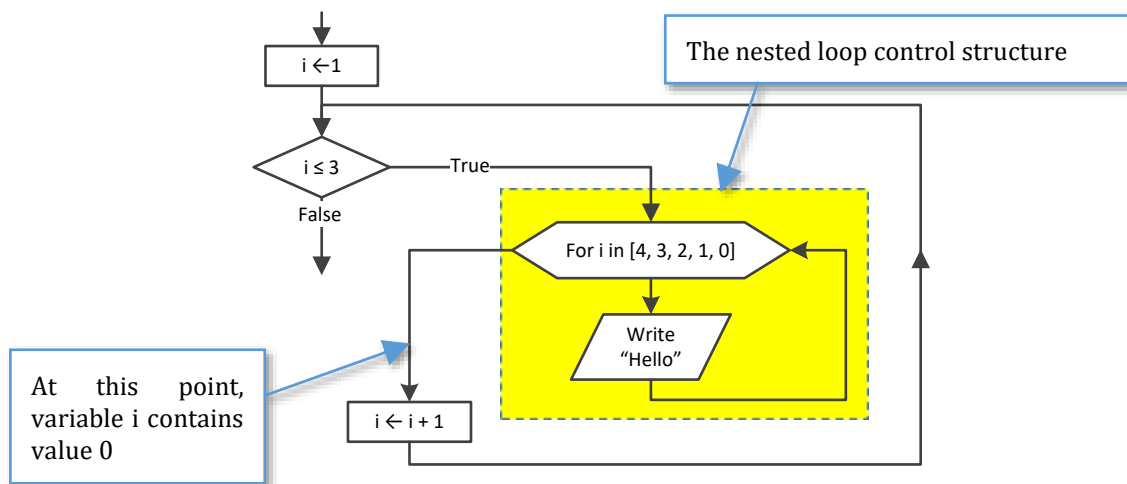 The nested loop control structure
i ←1
i ≤ 3
True
False
For i in [4, 3, 2, 1, 0]
Write
“Hello”
At this point,
variable i contains
value 0
i ← i + 1